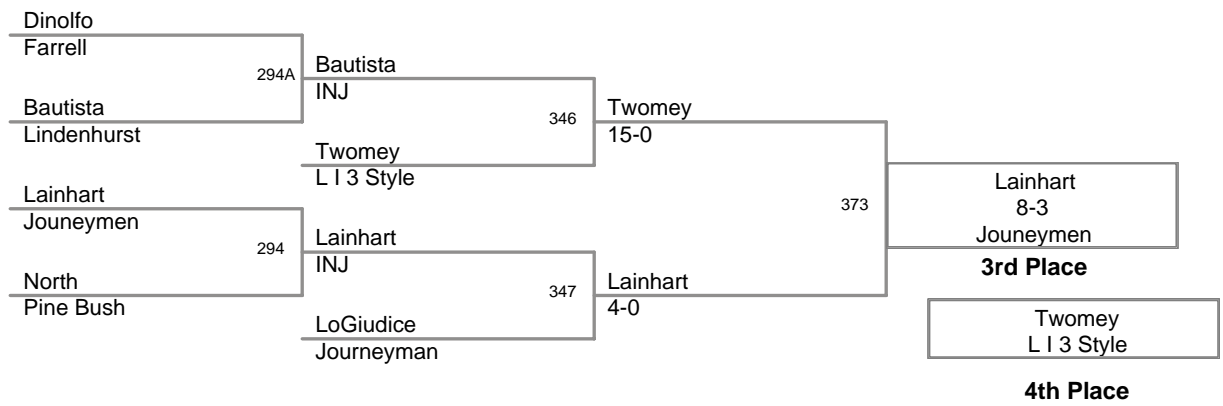 Dinolfo
Farrell
294A
Bautista
INJ
Bautista
Lindenhurst
346
Twomey
15-0
Twomey
L I 3 Style
Lainhart
Jouneymen
294
Lainhart
INJ
North
Pine Bush
347
Lainhart
4-0
LoGiudice
Journeyman
373
Lainhart
8-3
Jouneymen
3rd Place
Twomey
L I 3 Style
4th Place